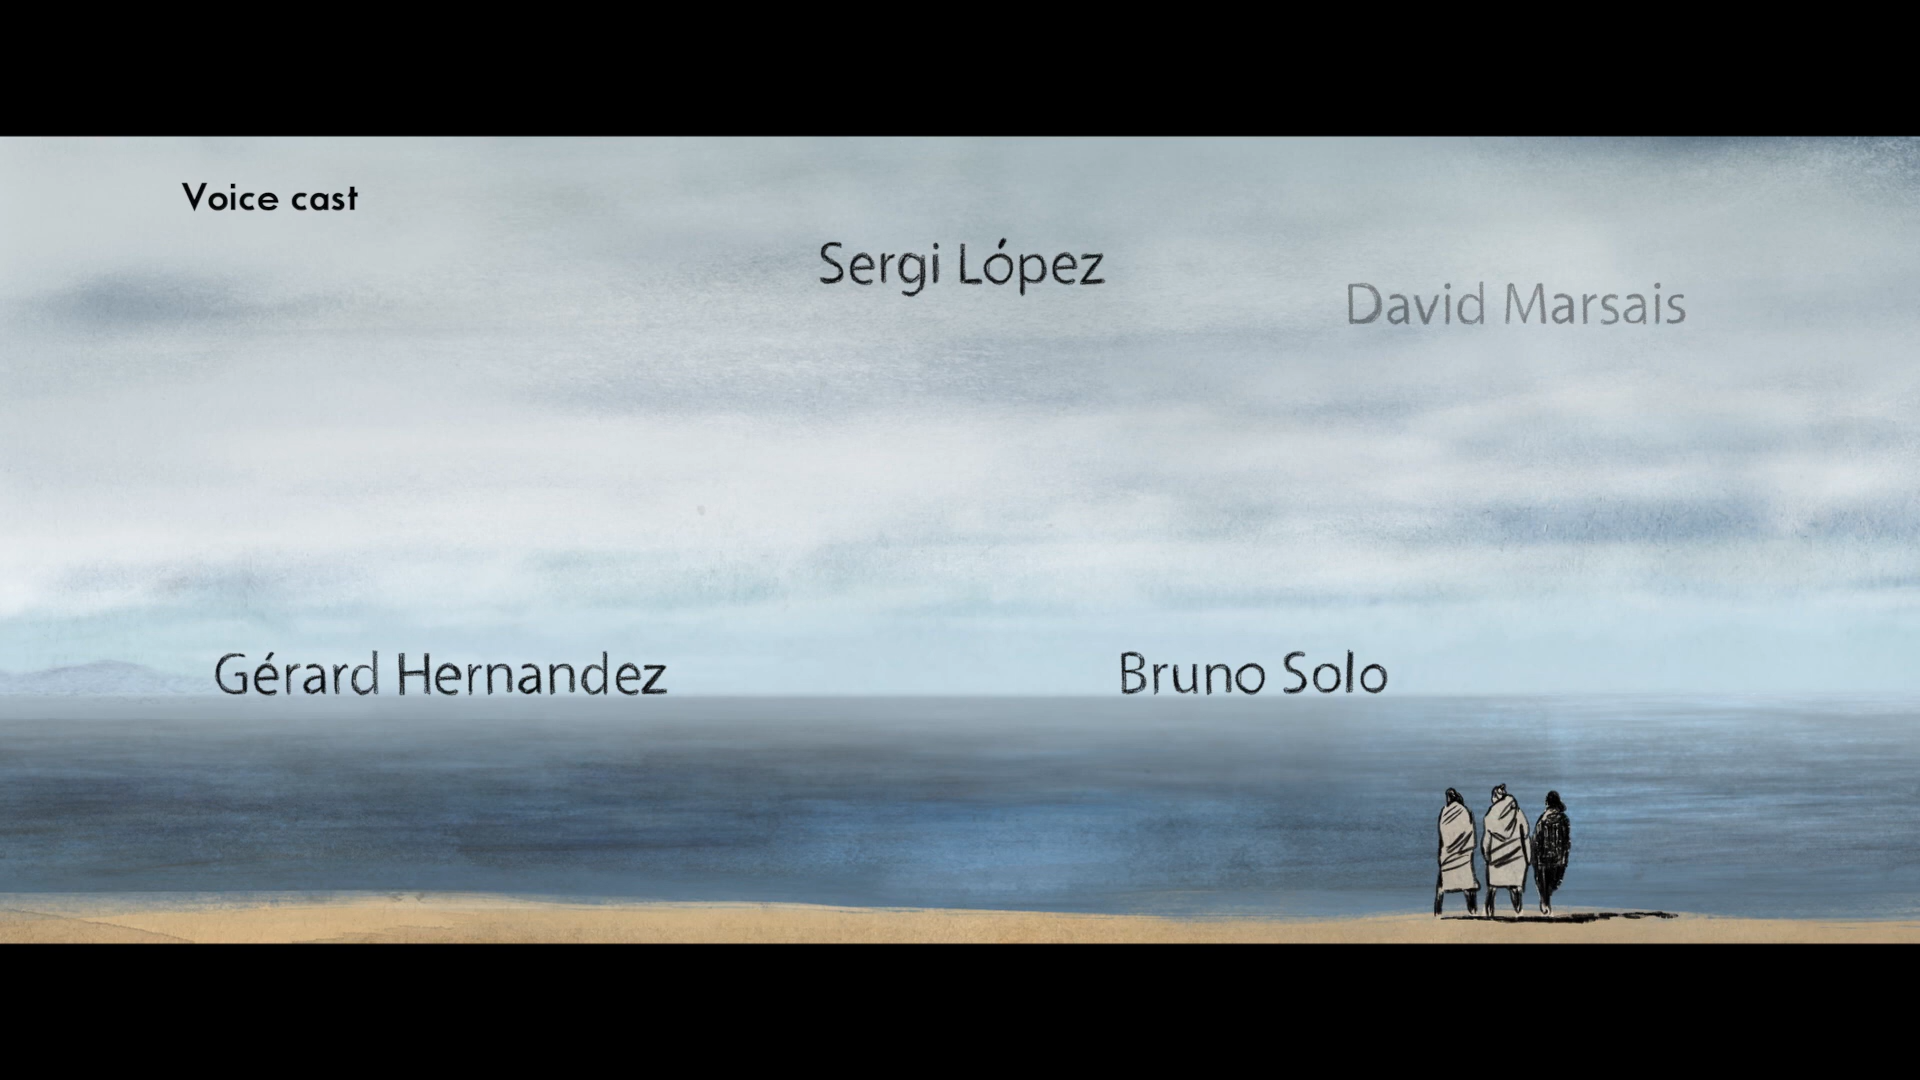 Voice cast
Sergi López
David Marsais
Gérard Hernandez
Bruno Solo